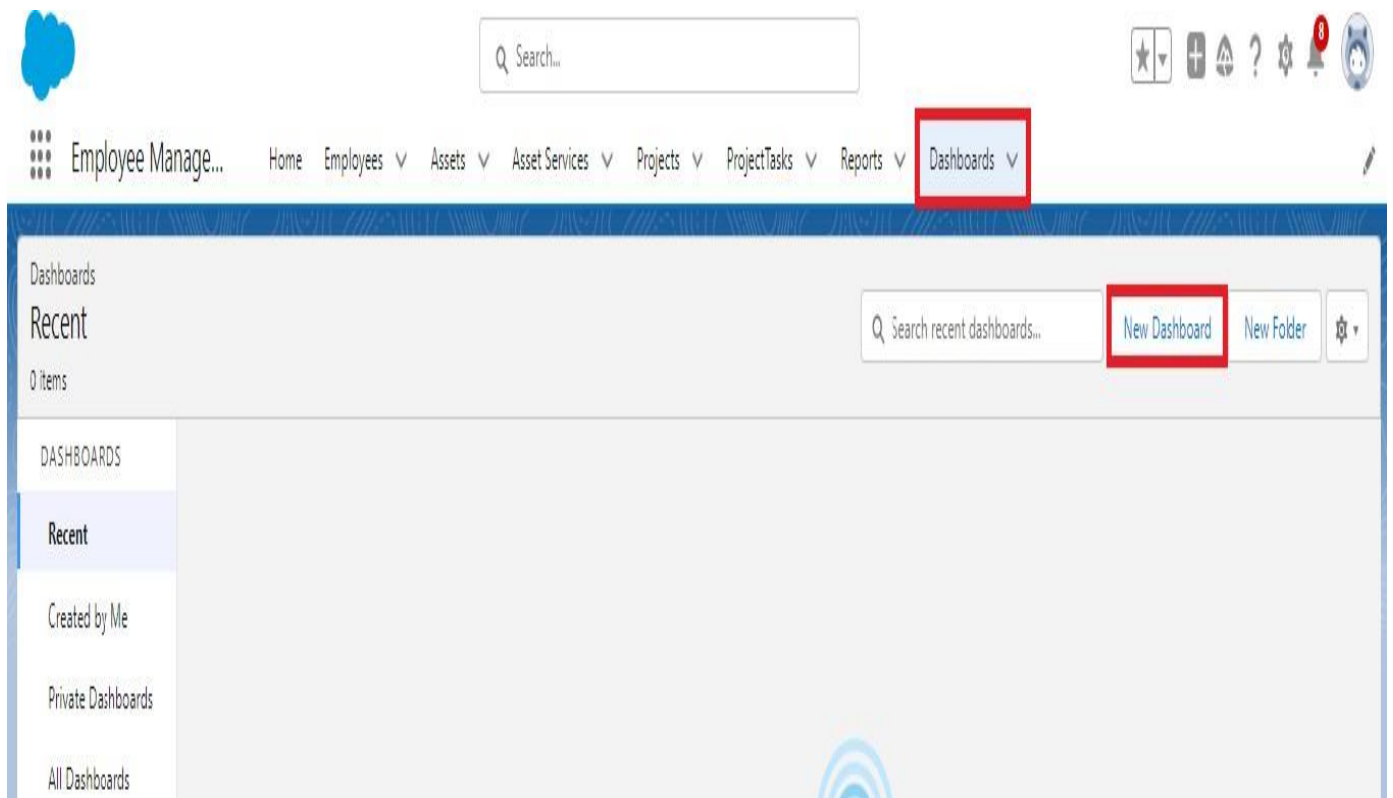 Search...
8
Employee Manage... Home Employees Assets Asset Services Projects ProjectTasks Reports Dashboards
Dashboards
Recent
0 items
Search recent dashboards... New Dashboard New Folder
DASHBOARDS
Recent
Created by Me
Private Dashboards
All Dashboards